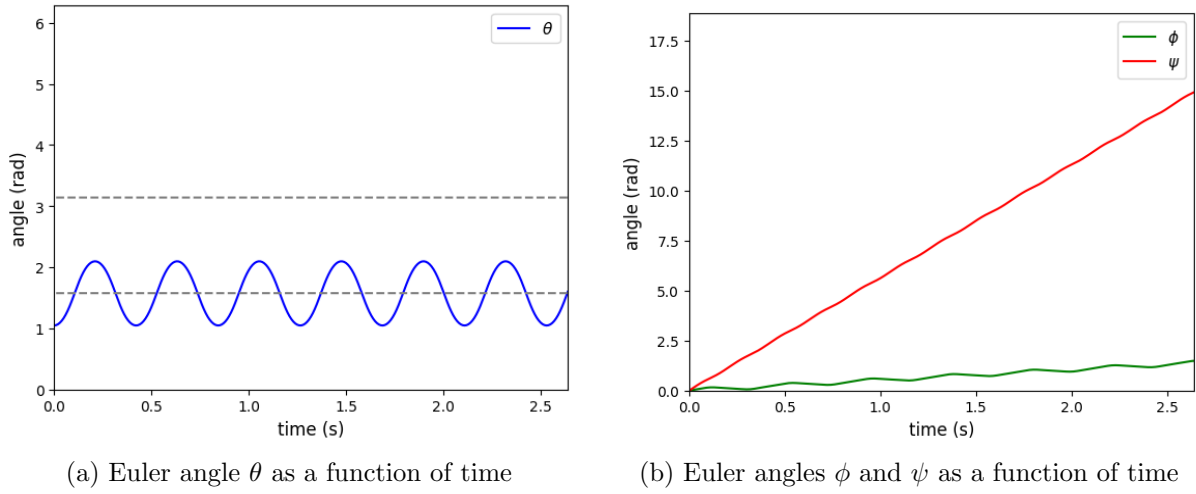 θ
6
5
4
3
2
1
0
angle (rad)
0.0 0.5 1.0 1.5 2.0 2.5
time (s)
(a) Euler angle θ as a function of time
ϕ
ψ
17.5
15.0
12.5
10.0
7.5
5.0
2.5
0.0
angle (rad)
0.0 0.5 1.0 1.5 2.0 2.5
time (s)
(b) Euler angles ϕ and ψ as a function of time